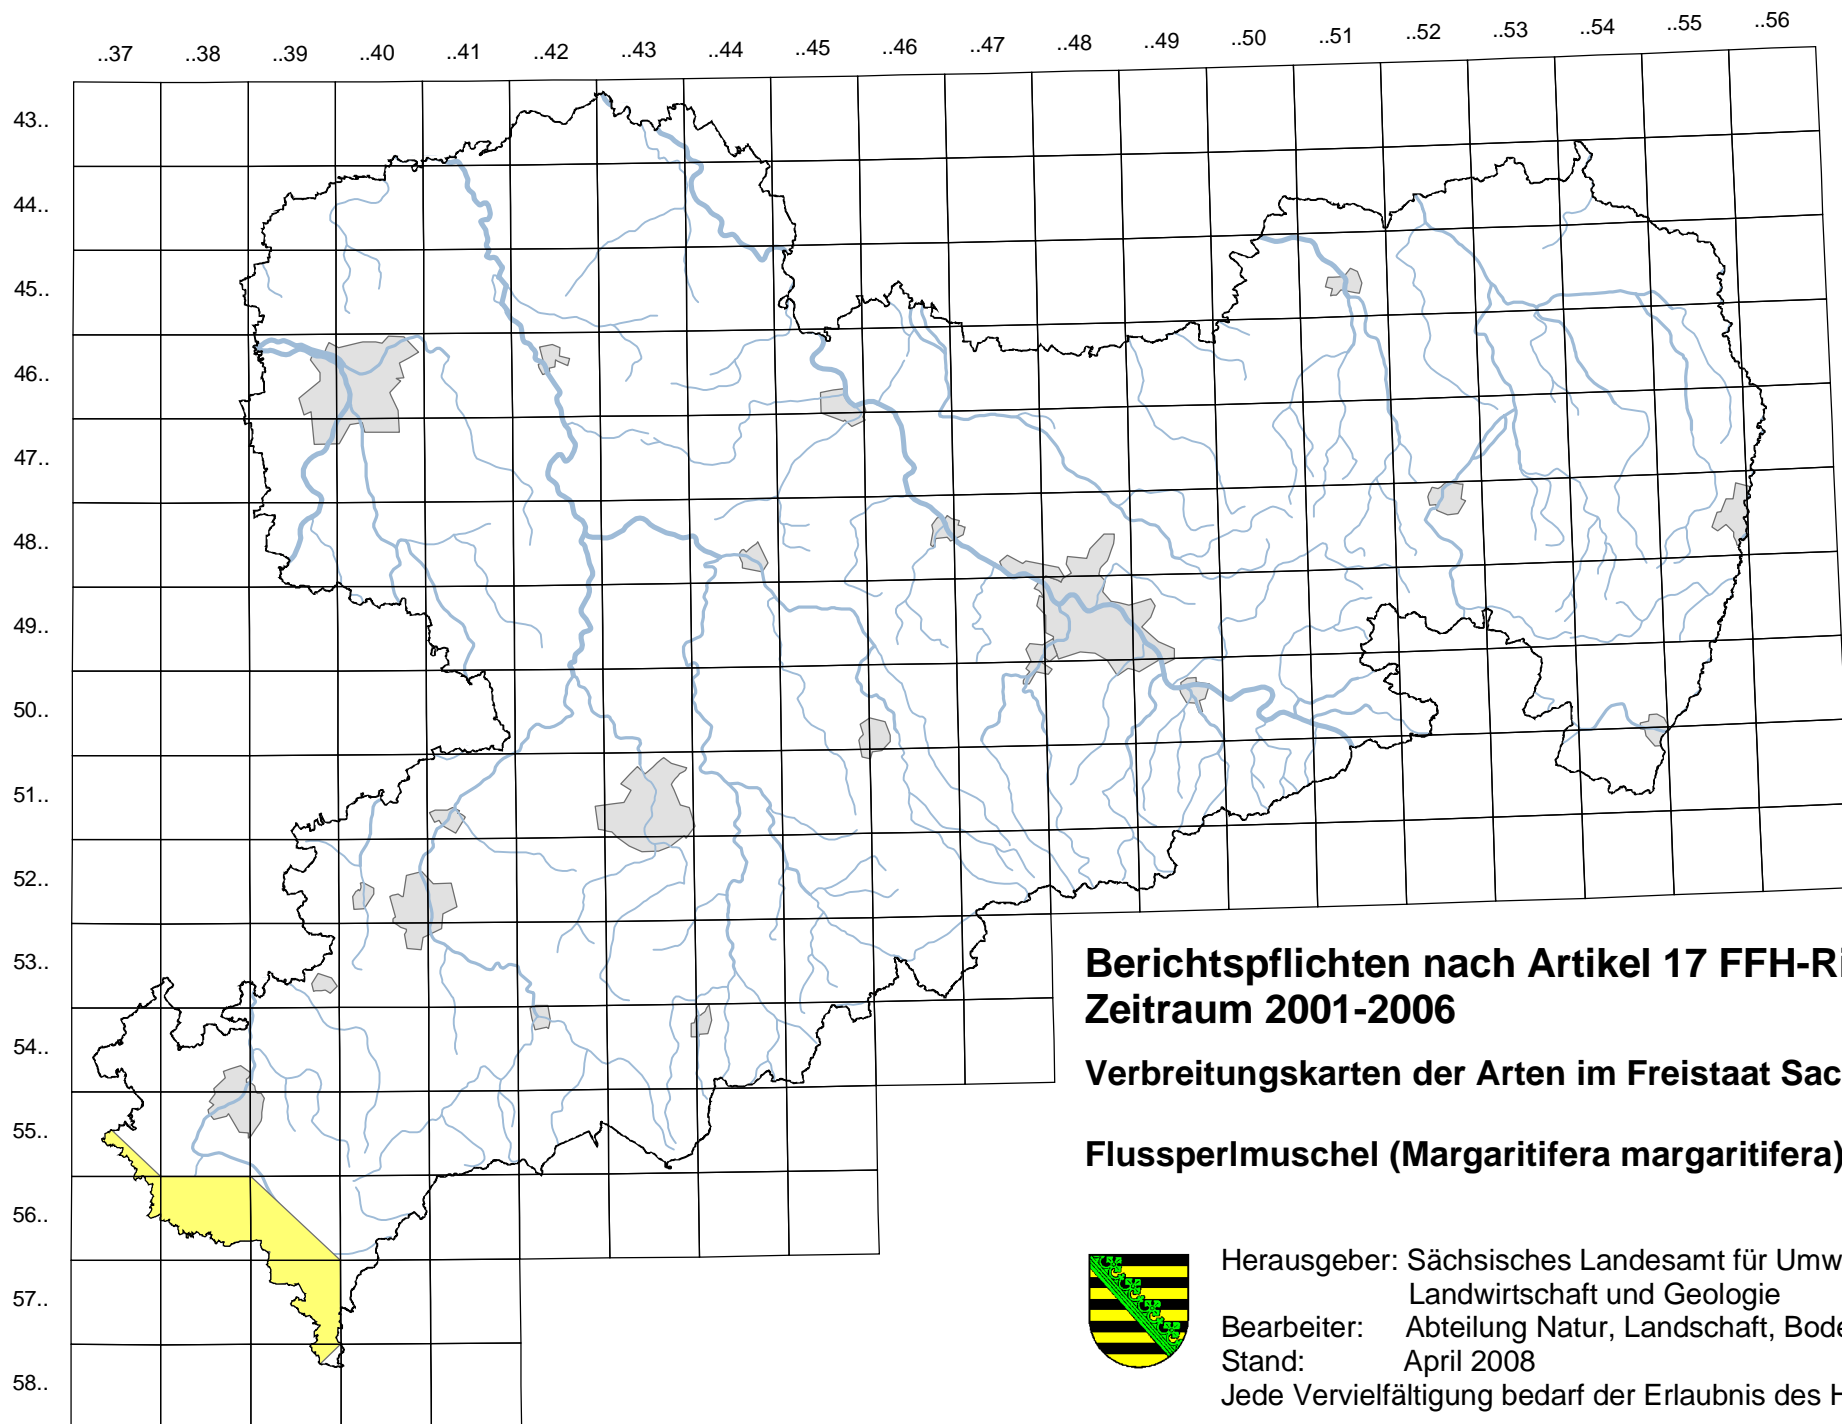 ..37 ..38 ..39 ..40 ..41 ..42 ..43 ..44 ..45 ..46 ..47 ..48 ..49 ..50 ..51 ..52 ..53 ..54 ..55 ..56
43..
44..
45..
46..
47..
48..
49..
50..
51..
52..
53..
54..
55..
56..
57..
58..
Berichtspflichten nach Artikel 17 FFH-Ri
Zeitraum 2001-2006
Verbreitungskarten der Arten im Freistaat Sac
Flussperlmuschel (Margaritifera margaritifera)
Herausgeber: Sächsisches Landesamt für Umw
Landwirtschaft und Geologie
Bearbeiter: Abteilung Natur, Landschaft, Bode
Stand: April 2008
Jede Vervielfältigung bedarf der Erlaubnis des H